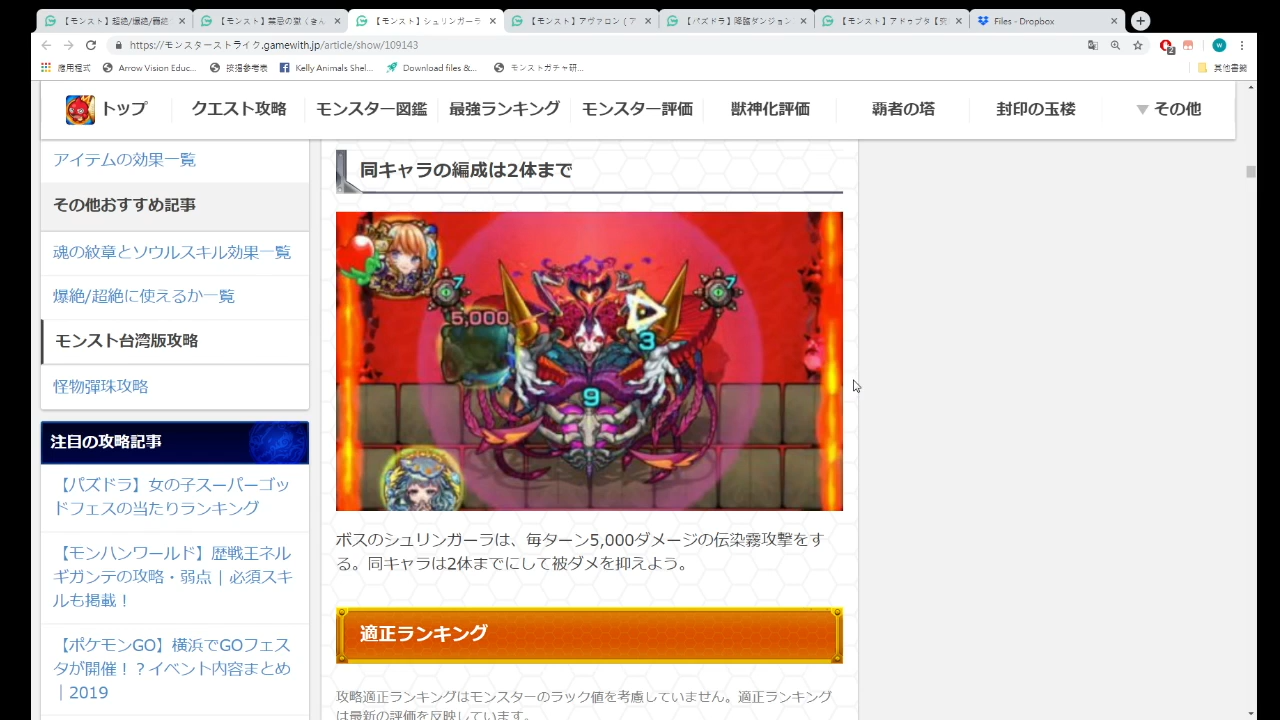 【モンスト】超絶/爆絶/轟絶
【モンスト】禁忌の獄（きん
【モンスト】シュリンガーラ
【モンスト】アヴァロン（ア
【パズドラ】降臨ダンジョン
【モンスト】アドゥブタ【究
Files - Dropbox
https://モンスターストライク.gamewith.jp/article/show/109143
2
w
應用程式
Arrow Vision Educ...
Kelly Animals Shel...
Download files &...
モンストガチャ研...
其他書籤
トップ
クエスト攻略
モンスター図鑑
最強ランキング
モンスター評価
獣神化評価
覇者の塔
封印の玉楼
▼ その他
アイテムの効果一覧
その他おすすめ記事
魂の紋章とソウルスキル効果一覧
爆絶/超絶に使えるか一覧
モンスト台湾版攻略
怪物彈珠攻略
注目の攻略記事
【パズドラ】女の子スーパーゴッ
ドフェスの当たりランキング
【モンハンワールド】歴戦王ネル
ギガンテの攻略・弱点｜必須スキ
ルも掲載！
【ポケモンGO】横浜でGOフェス
タが開催！？イベント内容まとめ
｜2019
同キャラの編成は2体まで
7
7
5,000
3
9
ボスのシュリンガーラは、毎ターン5,000ダメージの伝染霧攻撃をす
る。同キャラは2体までにして被ダメを抑えよう。
適正ランキング
攻略適正ランキングはモンスターのラック値を考慮していません。適正ランキング
は最新の評価を反映しています。